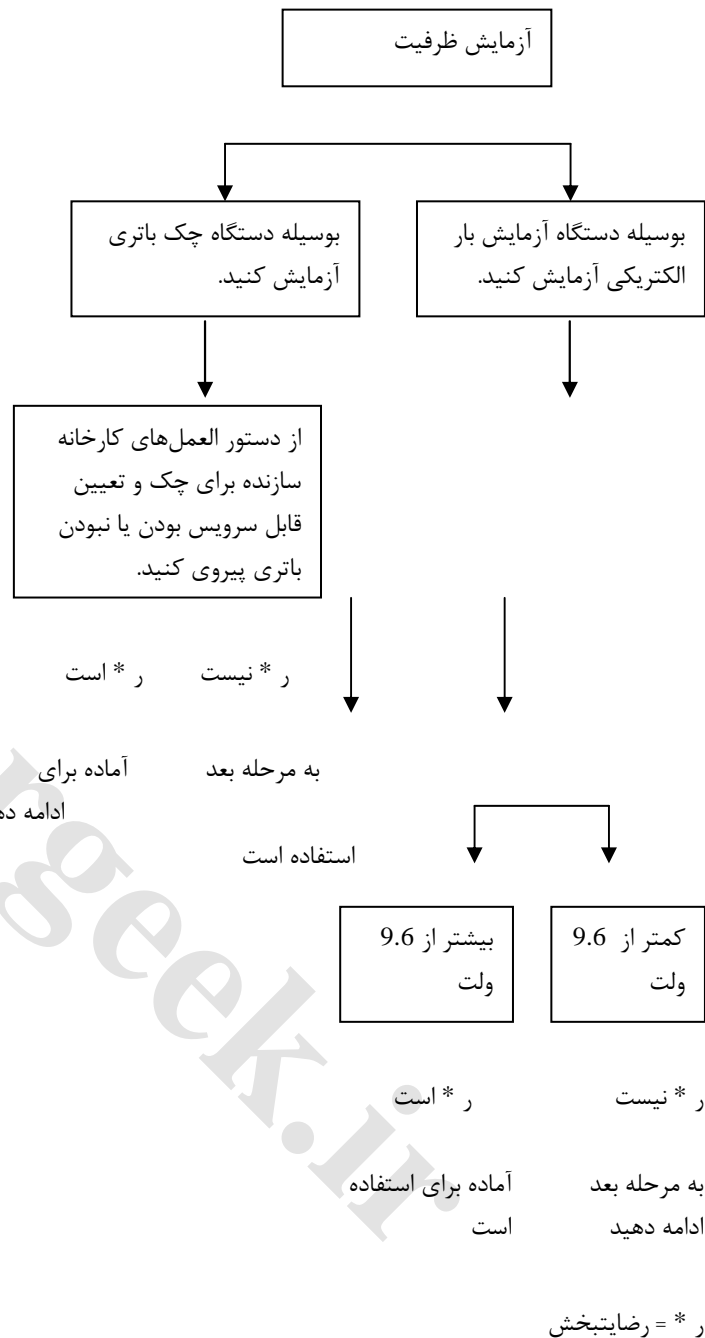 آزمایش ظرفیت
بوسیله دستگاه آزمایش بار
الکتریکی آزمایش کنید.
بوسیله دستگاه چک باتری
آزمایش کنید.
از دستور العمل‌های کارخانه
سازنده برای چک و تعیین
قابل سرویس بودن یا نبودن
باتری پیروی کنید.
ر * نیست ر * است
به مرحله بعد آماده برای
ادامه
استفاده است
کمتر از 9.6
ولت
بیشتر از 9.6
ولت
ر * نیست ر * است
به مرحله بعد
ادامه دهید
آماده برای استفاده
است
ر * = رضایتبخش
rgeek.ir